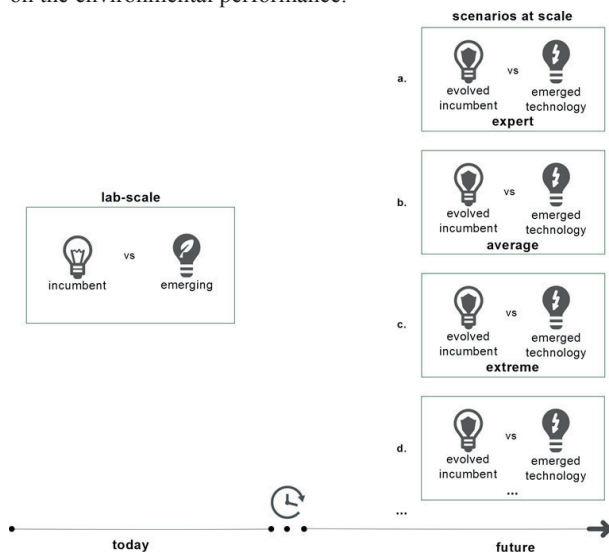 on the environmental performance.
scenarios at scale
a.
vs
evolved incumbent
emerged technology
expert
b.
vs
evolved incumbent
emerged technology
average
lab-scale
vs
incumbent
emerging
c.
vs
evolved incumbent
emerged technology
extreme
d.
vs
evolved incumbent
emerged technology
...
...
today
future